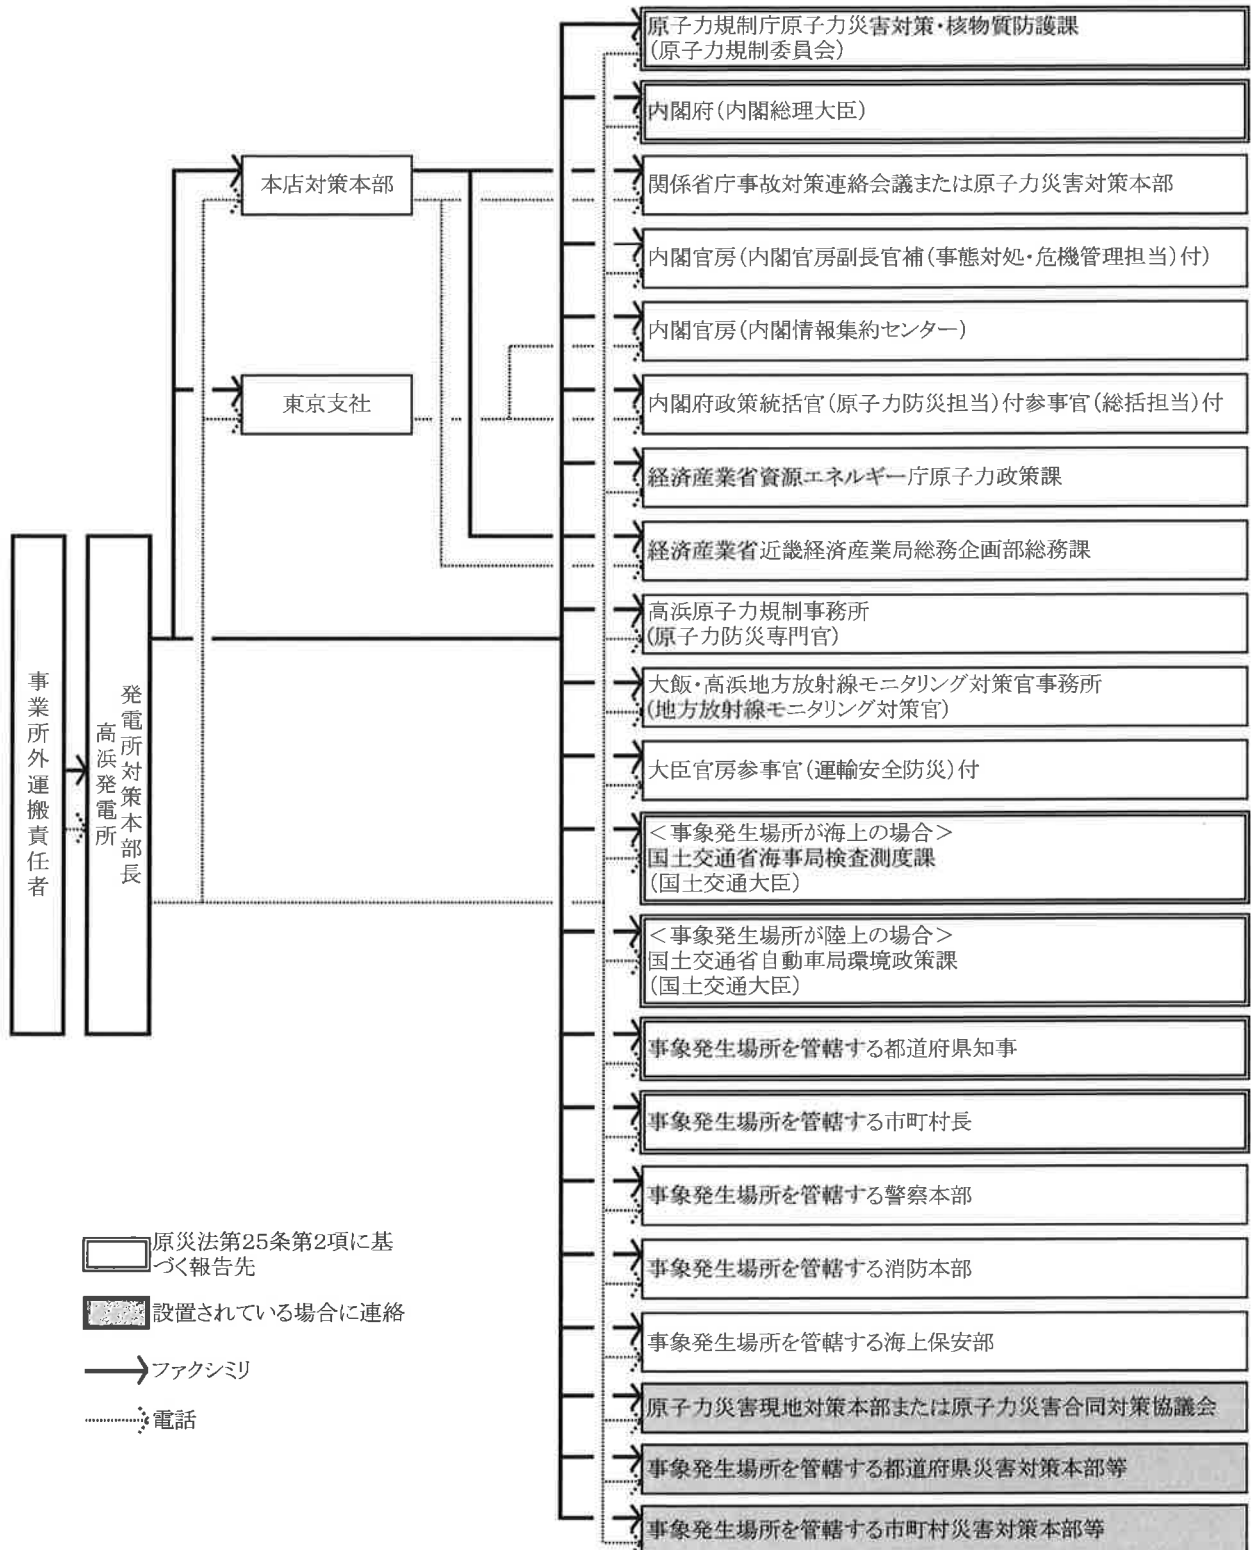 原子力規制庁原子力災害対策・核物質防護課
(原子力規制委員会)
内閣府(内閣総理大臣)
本店対策本部
関係省庁事故対策連絡会議または原子力災害対策本部
内閣官房(内閣官房副長官補(事態対処・危機管理担当)付)
内閣官房(内閣情報集約センター)
東京支社
内閣府政策統括官(原子力防災担当)付参事官(総括担当)付
経済産業省資源エネルギー庁原子力政策課
経済産業省近畿経済産業局総務企画部総務課
高浜原子力規制事務所
(原子力防災専門官)
事業所外運搬責任者
発電所対策本部長
高浜発電所
大飯・高浜地方放射線モニタリング対策官事務所
(地方放射線モニタリング対策官)
大臣官房参事官(運輸安全防災)付
<事象発生場所が海上の場合>
国土交通省海事局検査測度課
(国土交通大臣)
<事象発生場所が陸上の場合>
国土交通省自動車局環境政策課
(国土交通大臣)
事象発生場所を管轄する都道府県知事
事象発生場所を管轄する市町村長
事象発生場所を管轄する警察本部
事象発生場所を管轄する消防本部
事象発生場所を管轄する海上保安部
原子力災害現地対策本部または原子力災害合同対策協議会
事象発生場所を管轄する都道府県災害対策本部等
事象発生場所を管轄する市町村災害対策本部等
原災法第25条第2項に基
づく報告先
設置されている場合に連絡
ファクシミリ
電話